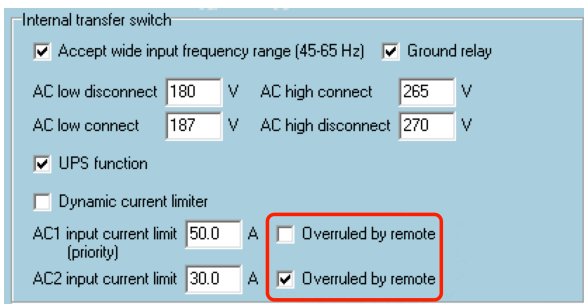 Internal transfer switch
Accept wide input frequency range (45-65 Hz) Ground relay
AC low disconnect 180 V AC high connect 265 V
AC low connect 187 V AC high disconnect 270 V
UPS function
Dynamic current limiter
AC1 input current limit 50.0 A Overruled by remote
(priority)
AC2 input current limit 30.0 A Overruled by remote